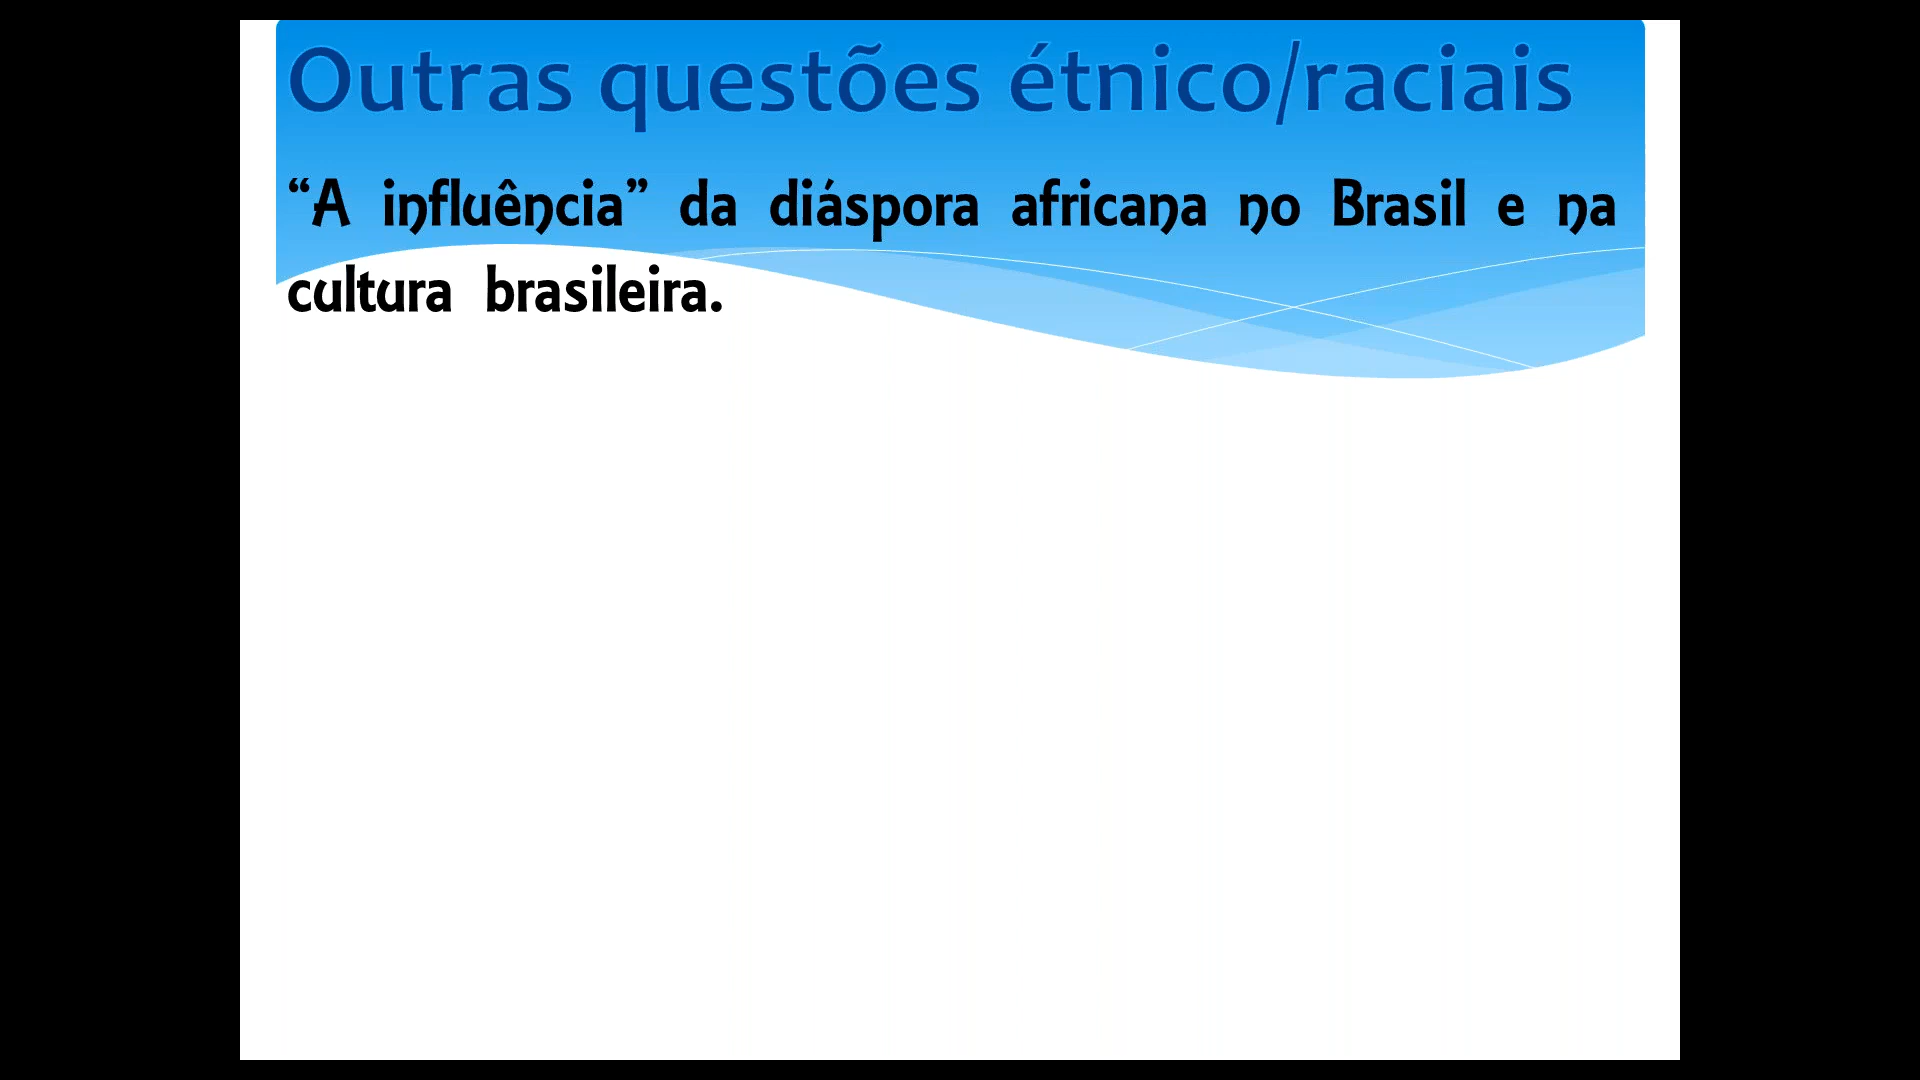 Outras questões étnico/raciais
“A influência” da diáspora africana no Brasil e na
cultura brasileira.